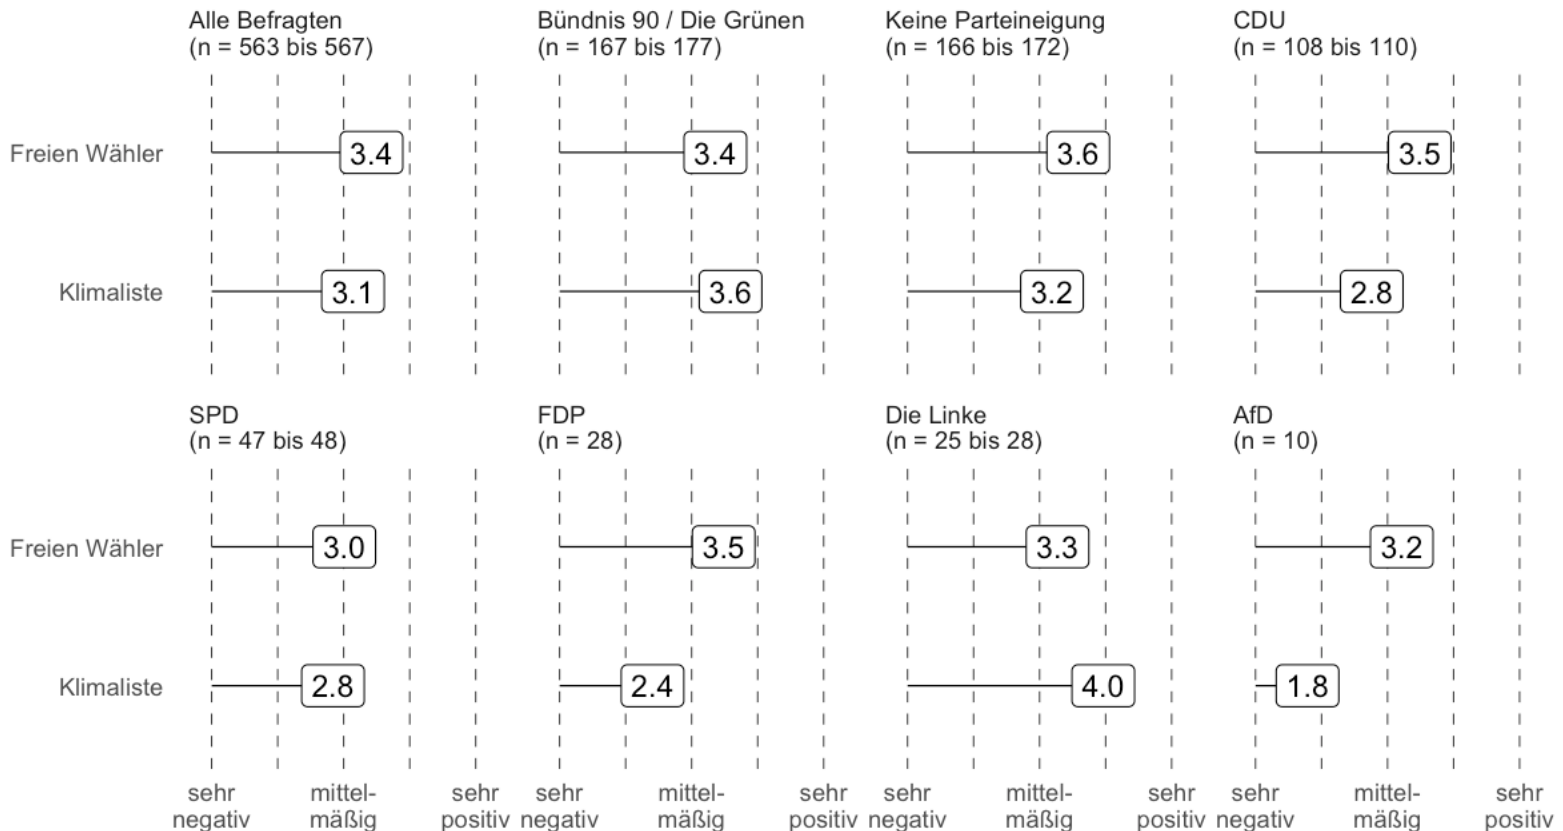 Alle Befragten
(n = 563 bis 567)
Bündnis 90 / Die Grünen
(n = 167 bis 177)
Keine Parteineigung
(n = 166 bis 172)
CDU
(n = 108 bis 110)
Freien Wähler
3.4
3.4
3.6
3.5
Klimaliste
3.1
3.6
3.2
2.8
SPD
(n = 47 bis 48)
FDP
(n = 28)
Die Linke
(n = 25 bis 28)
AfD
(n = 10)
Freien Wähler
3.0
3.5
3.3
3.2
Klimaliste
2.8
2.4
4.0
1.8
sehr
negativ
mittel-
mäßig
sehr
positiv
sehr
negativ
mittel-
mäßig
sehr
positiv
sehr
negativ
mittel-
mäßig
sehr
positiv
sehr
negativ
mittel-
mäßig
sehr
positiv